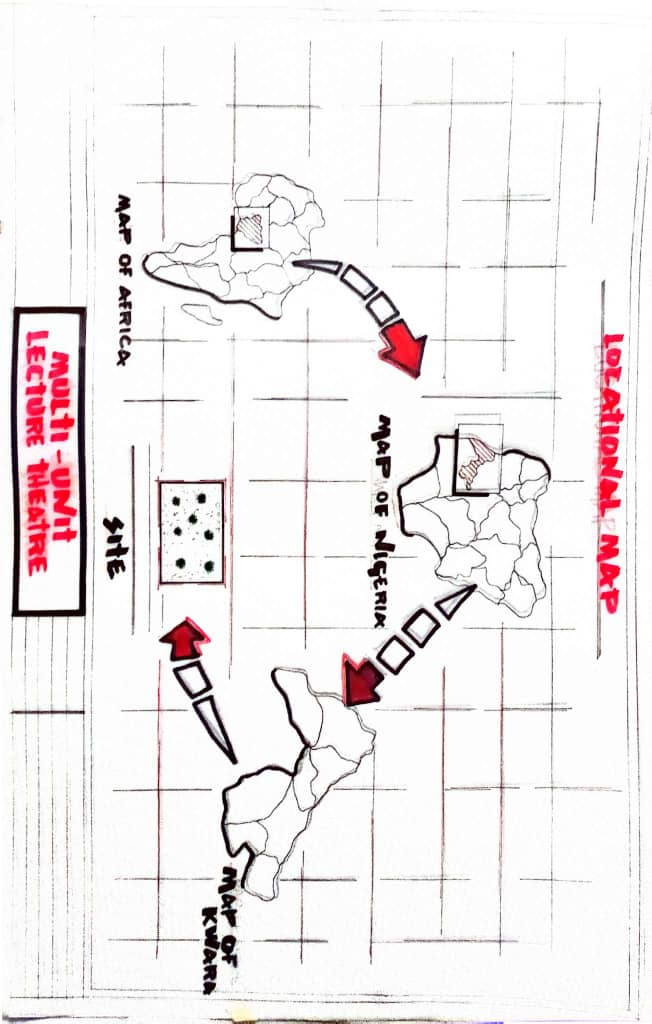 LOCATIONAL MAP
MAP OF AFRICA
MAP OF NIGERIA
MAP OF
KWARA
SITE
MULTI-UNIT
LECTURE THEATRE